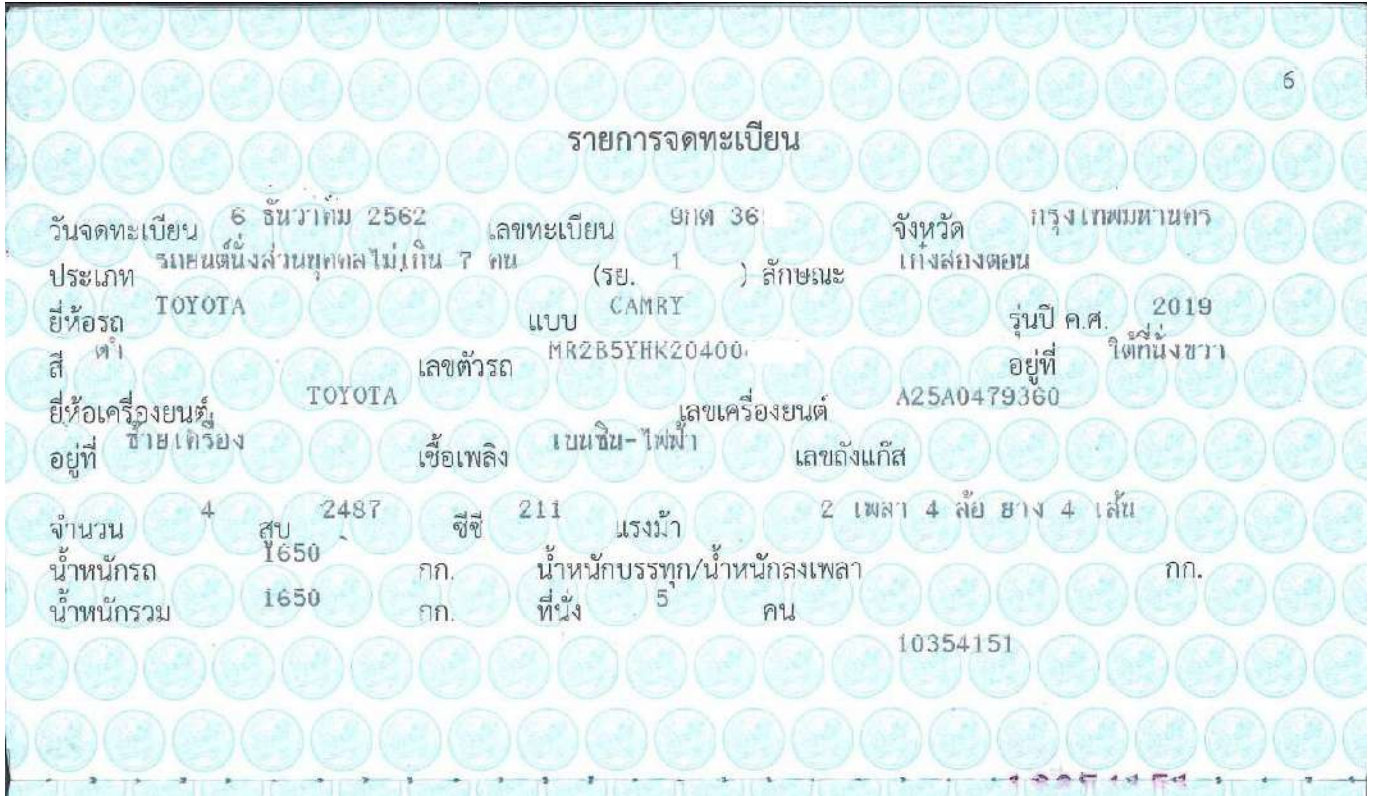 6
รายการจดทะเบียน
วันจดทะเบียน 6 ธันวาคม 2562 เลขทะเบียน 9กด 36 จังหวัด กรุงเทพมหานคร
ประเภท รถยนต์นั่งส่วนบุคคลไม่เกิน 7 คน (รย. 1 ) ลักษณะ เก๋งสองตอน
ยี่ห้อรถ TOYOTA แบบ CAMRY รุ่นปี ค.ศ. 2019
สี ดำ เลขตัวรถ MR2B5YHK20400 อยู่ที่ ใต้ที่นั่งขวา
ยี่ห้อเครื่องยนต์ TOYOTA เลขเครื่องยนต์ A25A0479360
อยู่ที่ ซ้ายเครื่อง เชื้อเพลิง เบนซิน-ไฟฟ้า เลขถังแก๊ส
จำนวน 4 สูบ 2487 ซีซี 211 แรงม้า 2 เพลา 4 ล้อ ยาง 4 เส้น
น้ำหนักรถ 1650 กก. น้ำหนักบรรทุก/น้ำหนักลงเพลา กก.
น้ำหนักรวม 1650 กก. ที่นั่ง 5 คน
10354151